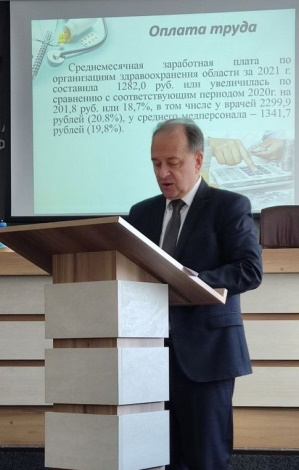 Оплата труда
Среднемесячная заработная плата по
организациям здравоохранения области за 2021 г.
составила 1282,0 руб. или увеличилась по
сравнению с соответствующим периодом 2020г. на
201,8 руб. или 18,7%, в том числе у врачей 2299,9
рублей (20.8%), у среднего медперсонала – 1341,7
рублей (19,8%).